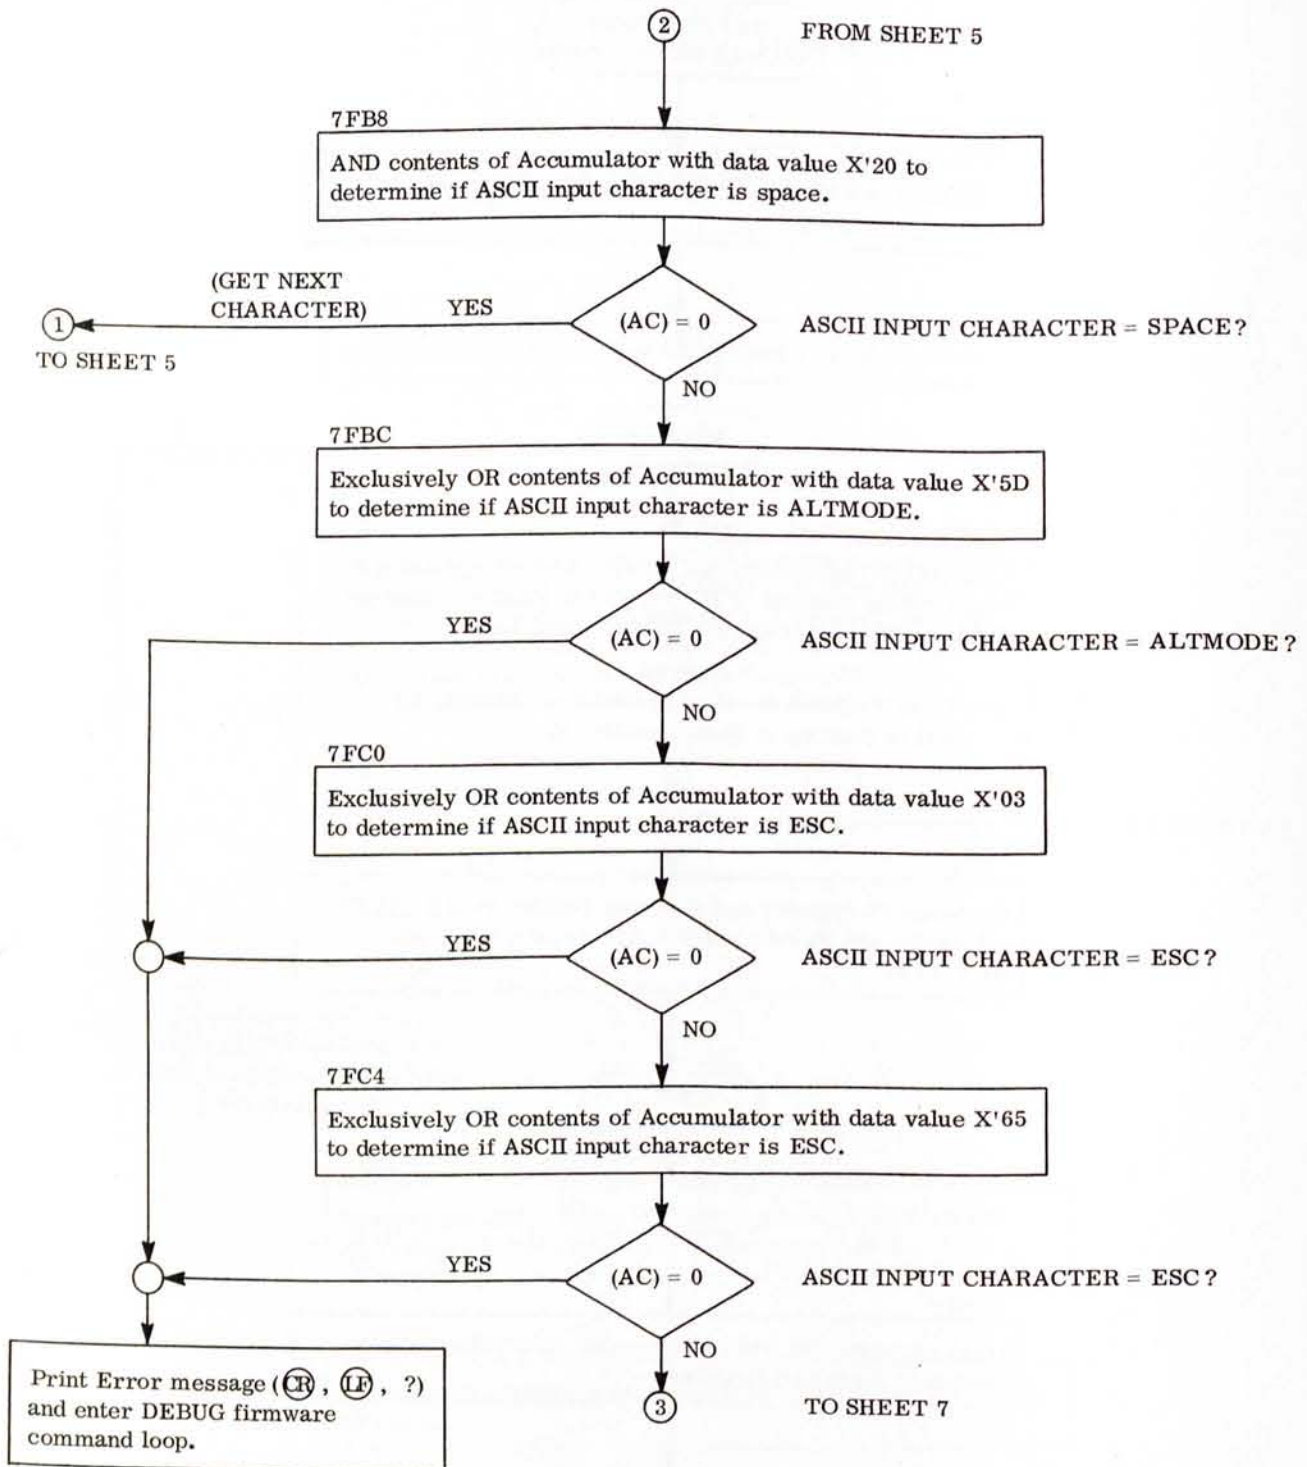 2
FROM SHEET 5
7FB8
AND contents of Accumulator with data value X'20 to
determine if ASCII input character is space.
(GET NEXT
CHARACTER)
YES
1
(AC) = 0
ASCII INPUT CHARACTER = SPACE?
TO SHEET 5
NO
7FBC
Exclusively OR contents of Accumulator with data value X'5D
to determine if ASCII input character is ALTMODE.
YES
(AC) = 0
ASCII INPUT CHARACTER = ALTMODE?
NO
7FC0
Exclusively OR contents of Accumulator with data value X'03
to determine if ASCII input character is ESC.
YES
(AC) = 0
ASCII INPUT CHARACTER = ESC?
NO
7FC4
Exclusively OR contents of Accumulator with data value X'65
to determine if ASCII input character is ESC.
YES
(AC) = 0
ASCII INPUT CHARACTER = ESC?
NO
Print Error message (CR, LF, ?)
and enter DEBUG firmware
command loop.
3
TO SHEET 7